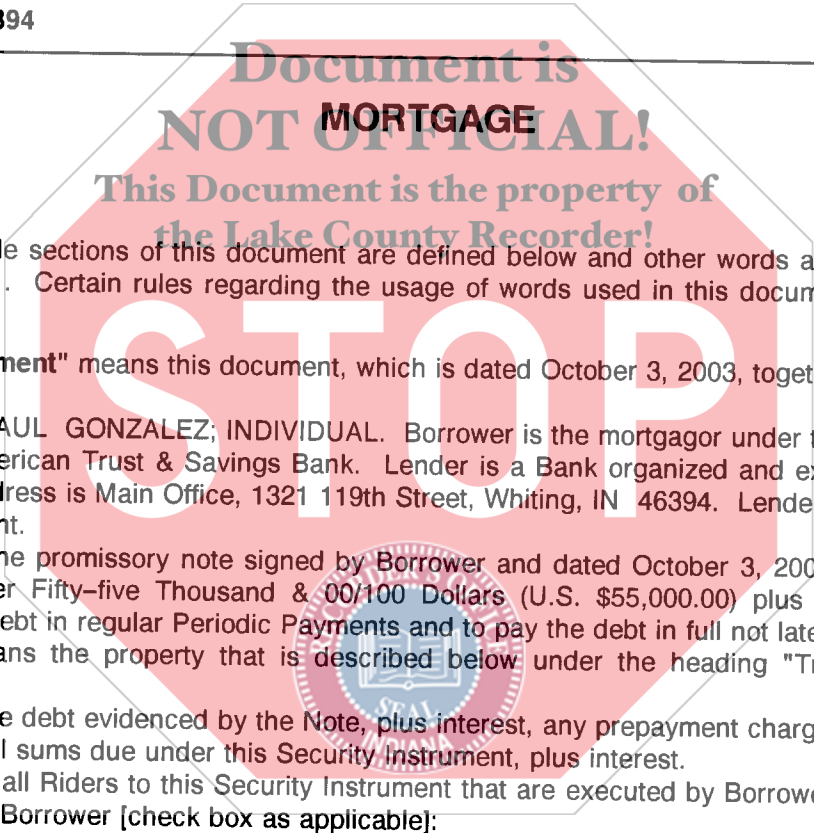 394
Document is
NOT OFFICIAL!
MORTGAGE
This Document is the property of
the Lake County Recorder!
le sections of this document are defined below and other words a
. Certain rules regarding the usage of words used in this docum
STOP
ment" means this document, which is dated October 3, 2003, toget
AUL GONZALEZ; INDIVIDUAL. Borrower is the mortgagor under t
erican Trust & Savings Bank. Lender is a Bank organized and ex
dress is Main Office, 1321 119th Street, Whiting, IN 46394. Lende
nt.
he promissory note signed by Borrower and dated October 3, 200
er Fifty-five Thousand & 00/100 Dollars (U.S. $55,000.00) plus
ebt in regular Periodic Payments and to pay the debt in full not late
ans the property that is described below under the heading "Tr
e debt evidenced by the Note, plus interest, any prepayment charg
l sums due under this Security Instrument, plus interest.
all Riders to this Security Instrument that are executed by Borrowe
Borrower [check box as applicable]:
RECORDER'S OFFICE
SEAL
INDIANA